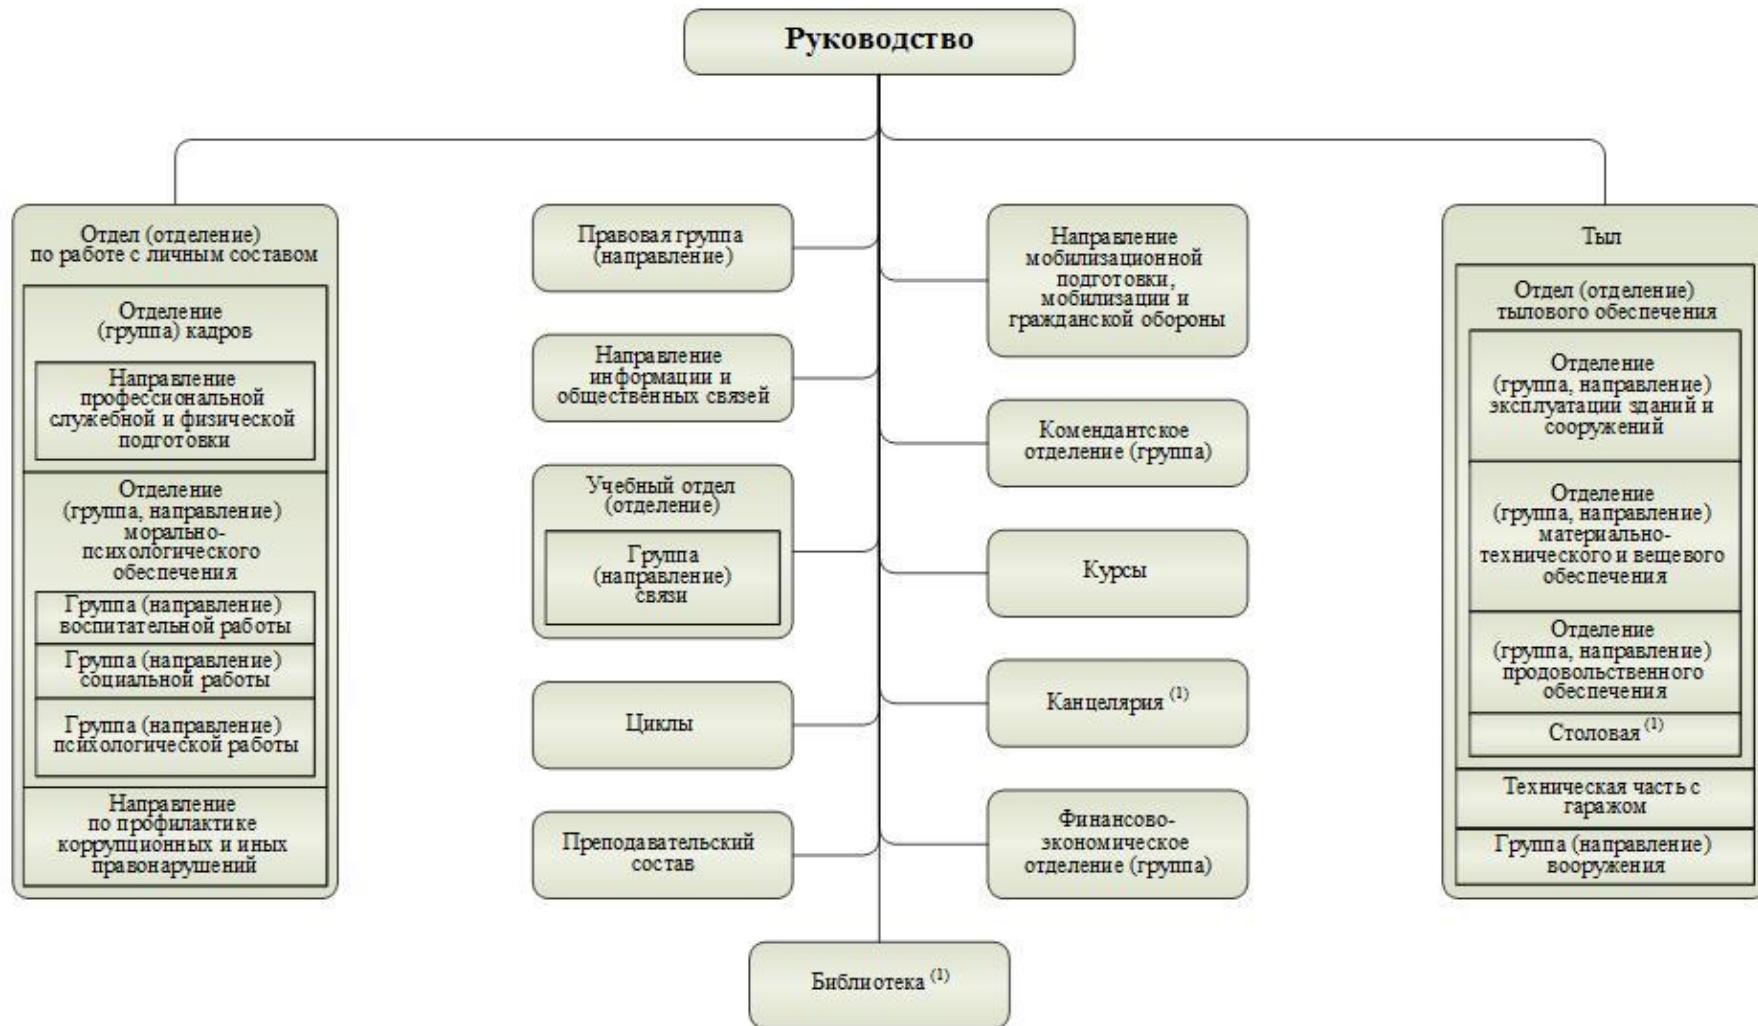 Руководство
Отдел (отделение)
по работе с личным составом
Отделение
(группа) кадров
Направление
профессиональной
служебной и физической
подготовки
Отделение
(группа, направление)
морально-
психологического
обеспечения
Группа (направление)
воспитательной работы
Группа (направление)
социальной работы
Группа (направление)
психологической работы
Направление
по профилактике
коррупционных и иных
правонарушений
Правовая группа
(направление)
Направление
информации и
общественных связей
Учебный отдел
(отделение)
Группа
(направление)
связи
Циклы
Преподавательский
состав
Направление
мобилизационной
подготовки,
мобилизации и
гражданской обороны
Комендантское
отделение (группа)
Курсы
Канцелярия (1)
Финансово-
экономическое
отделение (группа)
Библиотека (1)
Тыл
Отдел (отделение)
тылового обеспечения
Отделение
(группа, направление)
эксплуатации зданий и
сооружений
Отделение
(группа, направление)
материально-
технического и вещевого
обеспечения
Отделение
(группа, направление)
продовольственного
обеспечения
Столовая (1)
Техническая часть с
гаражом
Группа (направление)
вооружения